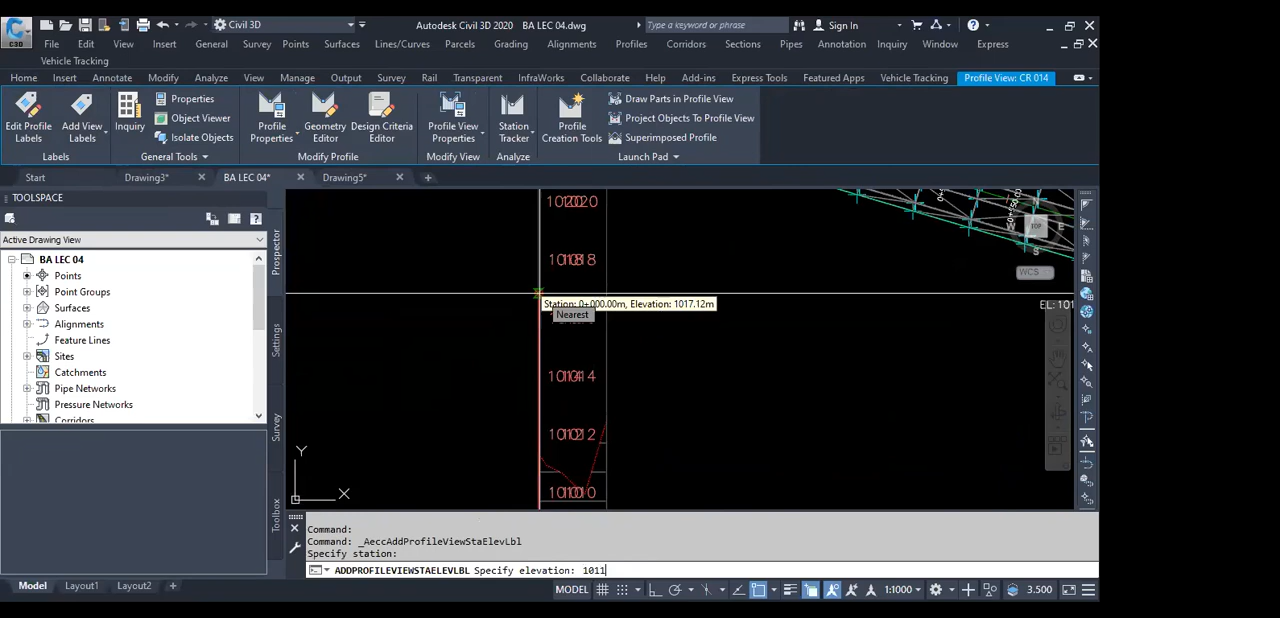 Civil 3D
Autodesk Civil 3D 2020 BA LEC 04.dwg
Type a keyword or phrase
Sign In
C3D
File Edit View Insert General Survey Points Surfaces Lines/Curves Parcels Grading Alignments Profiles Corridors Sections Pipes Annotation Inquiry Window Express
Vehicle Tracking
Home Insert Annotate Modify Analyze View Manage Output Survey Rail Transparent InfraWorks Collaborate Help Add-ins Express Tools Featured Apps Vehicle Tracking Profile View: CR 014
Edit Profile Labels
Add View Labels
Inquiry
Properties
Object Viewer
Isolate Objects
Profile Properties
Geometry Editor
Design Criteria Editor
Profile View Properties
Station Tracker
Profile Creation Tools
Draw Parts in Profile View
Project Objects To Profile View
Superimposed Profile
Labels
General Tools
Modify Profile
Modify View
Analyze
Launch Pad
Start Drawing3* BA LEC 04* Drawing5*
TOOLSPACE
Active Drawing View
BA LEC 04
Points
Point Groups
Surfaces
Alignments
Feature Lines
Sites
Catchments
Pipe Networks
Pressure Networks
Corridors
Prospector
Settings
Survey
Toolbox
Station: 0+000.00m, Elevation: 1017.12m
Nearest
TOP
E
S
WCS
EL: 101
Y
X
Command:
Command: _AeccAddProfileViewStaElevLbl
Specify station:
ADDPROFILEVIEWSTAELEVLBL Specify elevation: 1011
Model Layout1 Layout2
MODEL
1:1000
3.500